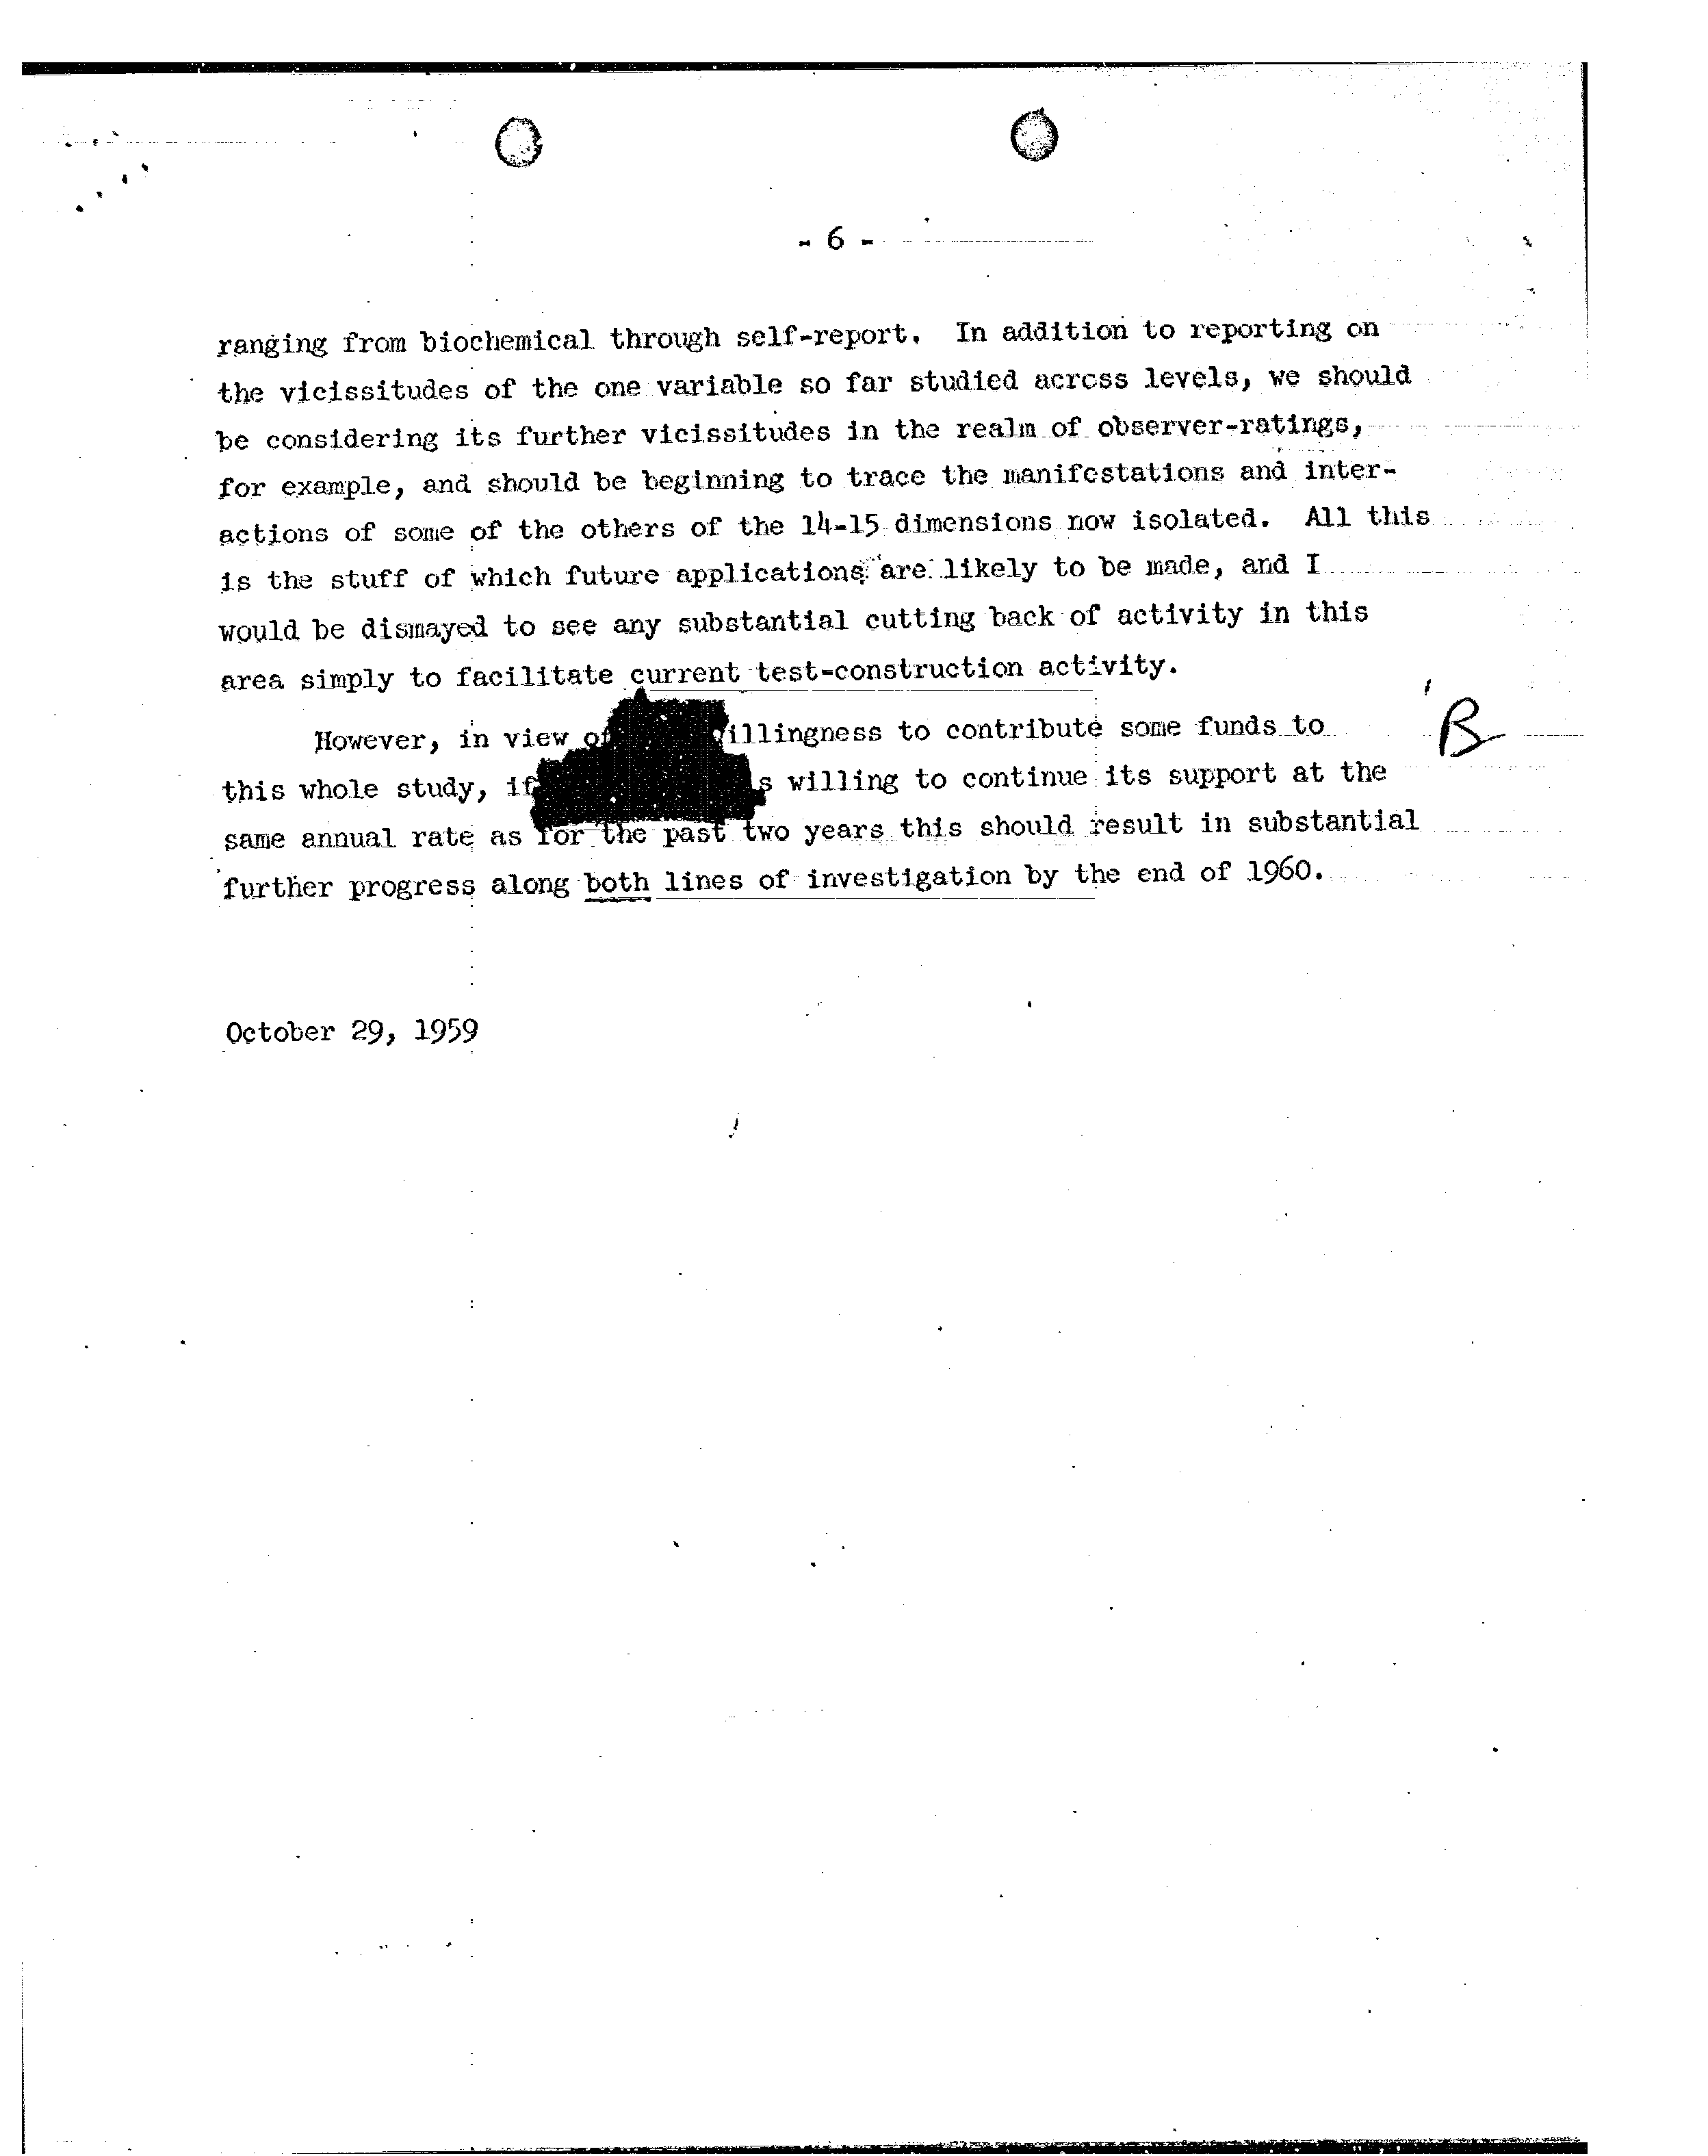 - 6 -
ranging from biochemical through self-report. In addition to reporting on
the vicissitudes of the one variable so far studied across levels, we should
be considering its further vicissitudes in the realm of observer-ratings,
for example, and should be beginning to trace the manifestations and inter-
actions of some of the others of the 14-15 dimensions now isolated. All this
is the stuff of which future applications are likely to be made, and I
would be dismayed to see any substantial cutting back of activity in this
area simply to facilitate current test-construction activity.
However, in view of illingness to contribute some funds to
B
this whole study, if s willing to continue its support at the
same annual rate as for the past two years this should result in substantial
further progress along both lines of investigation by the end of 1960.
October 29, 1959